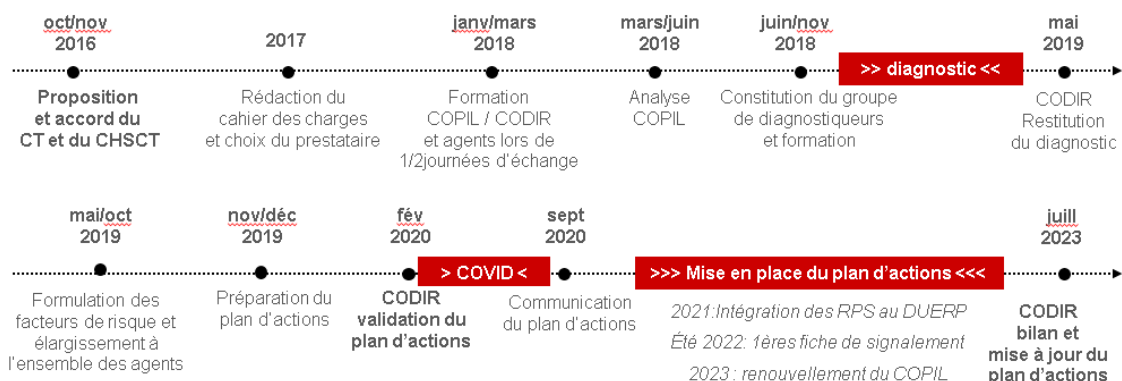 oct/nov
2016
2017
janv/mars
2018
mars/juin
2018
juin/nov
2018
>> diagnostic <<
mai
2019
Proposition
et accord du
CT et du CHSCT
Rédaction du
cahier des charges
et choix du prestataire
Formation
COPIL / CODIR
et agents lors de
1/2journées d'échange
Analyse
COPIL
Constitution du groupe
de diagnostiqueurs
et formation
CODIR
Restitution
du diagnostic
mai/oct
2019
nov/déc
2019
fév
2020
> COVID <
sept
2020
>>> Mise en place du plan d'actions <<<
juill
2023
Formulation des
facteurs de risque et
élargissement à
l'ensemble des agents
Préparation du
plan d'actions
CODIR
validation du
plan d'actions
Communication
du plan d'actions
2021:Intégration des RPS au DUERP
Été 2022: 1ères fiche de signalement
2023 : renouvellement du COPIL
CODIR
bilan et
mise à jour du
plan d'actions